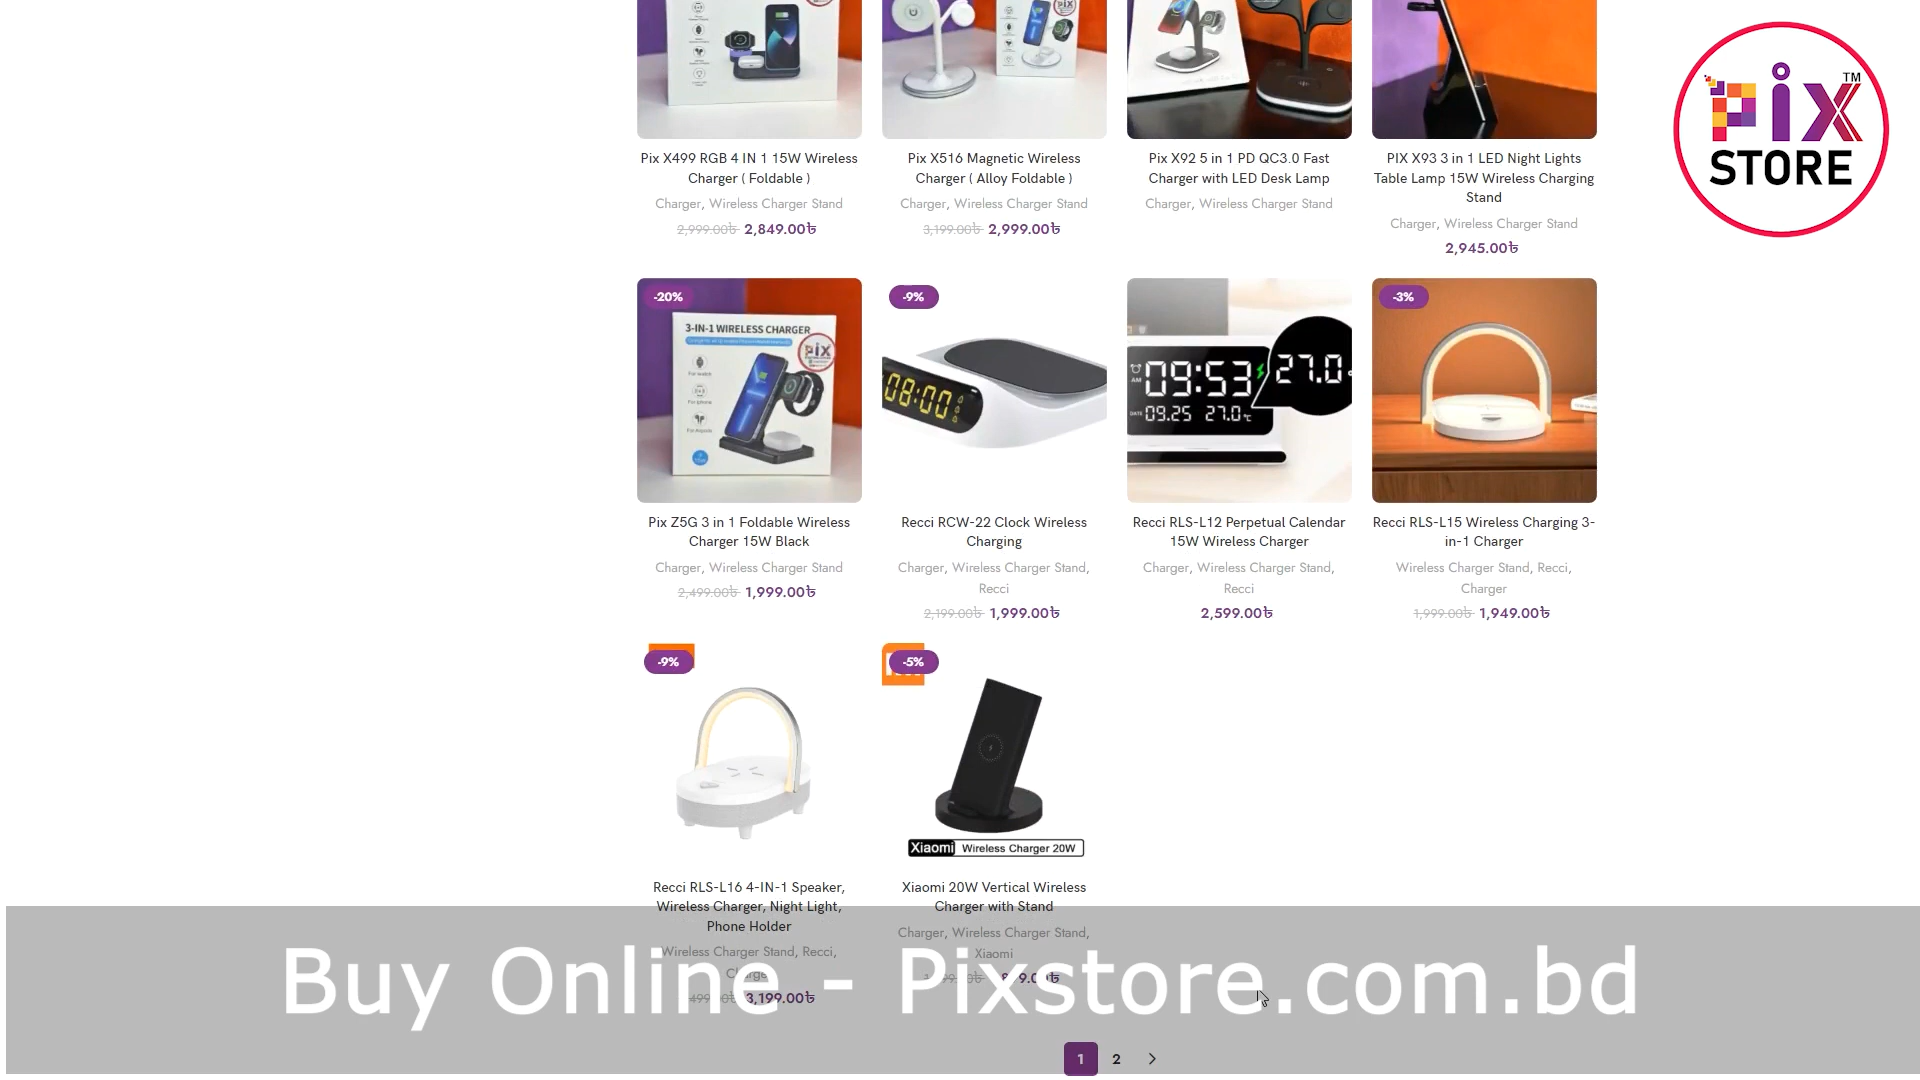 Pix X499 RGB 4 IN 1 15W Wireless
Charger ( Foldable )
Charger, Wireless Charger Stand
2,999.00৳ 2,849.00৳
Pix X516 Magnetic Wireless
Charger ( Alloy Foldable )
Charger, Wireless Charger Stand
3,199.00৳ 2,999.00৳
Pix X92 5 in 1 PD QC3.0 Fast
Charger with LED Desk Lamp
Charger, Wireless Charger Stand
PIX X93 3 in 1 LED Night Lights
Table Lamp 15W Wireless Charging
Stand
Charger, Wireless Charger Stand
2,945.00৳
PiX TM
STORE
-20%
3-IN-1 WIRELESS CHARGER
PiX
For watch
For iphone
For Airpods
Pix Z5G 3 in 1 Foldable Wireless
Charger 15W Black
Charger, Wireless Charger Stand
2,499.00৳ 1,999.00৳
-9%
08:00
Recci RCW-22 Clock Wireless
Charging
Charger, Wireless Charger Stand,
Recci
2,199.00৳ 1,999.00৳
AM 09:53
27.0
DATE 09.25 27.0℃
Recci RLS-L12 Perpetual Calendar
15W Wireless Charger
Charger, Wireless Charger Stand,
Recci
2,599.00৳
-3%
Recci RLS-L15 Wireless Charging 3-
in-1 Charger
Wireless Charger Stand, Recci,
Charger
1,999.00৳ 1,949.00৳
-9%
Recci RLS-L16 4-IN-1 Speaker,
Wireless Charger, Night Light,
Phone Holder
Wireless Charger Stand, Recci,
3,199.00৳
-5%
Xiaomi Wireless Charger 20W
Xiaomi 20W Vertical Wireless
Charger with Stand
Charger, Wireless Charger Stand,
Xiaomi
Buy Online - Pixstore.com.bd
1 2 >